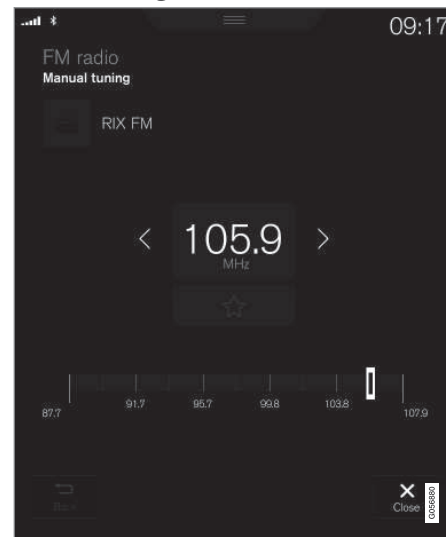 09:17
FM radio
Manual tuning
RIX FM
105.9
MHz
87.7 91.7 95.7 99.8 103.8 107.9
Back
Close
G056880